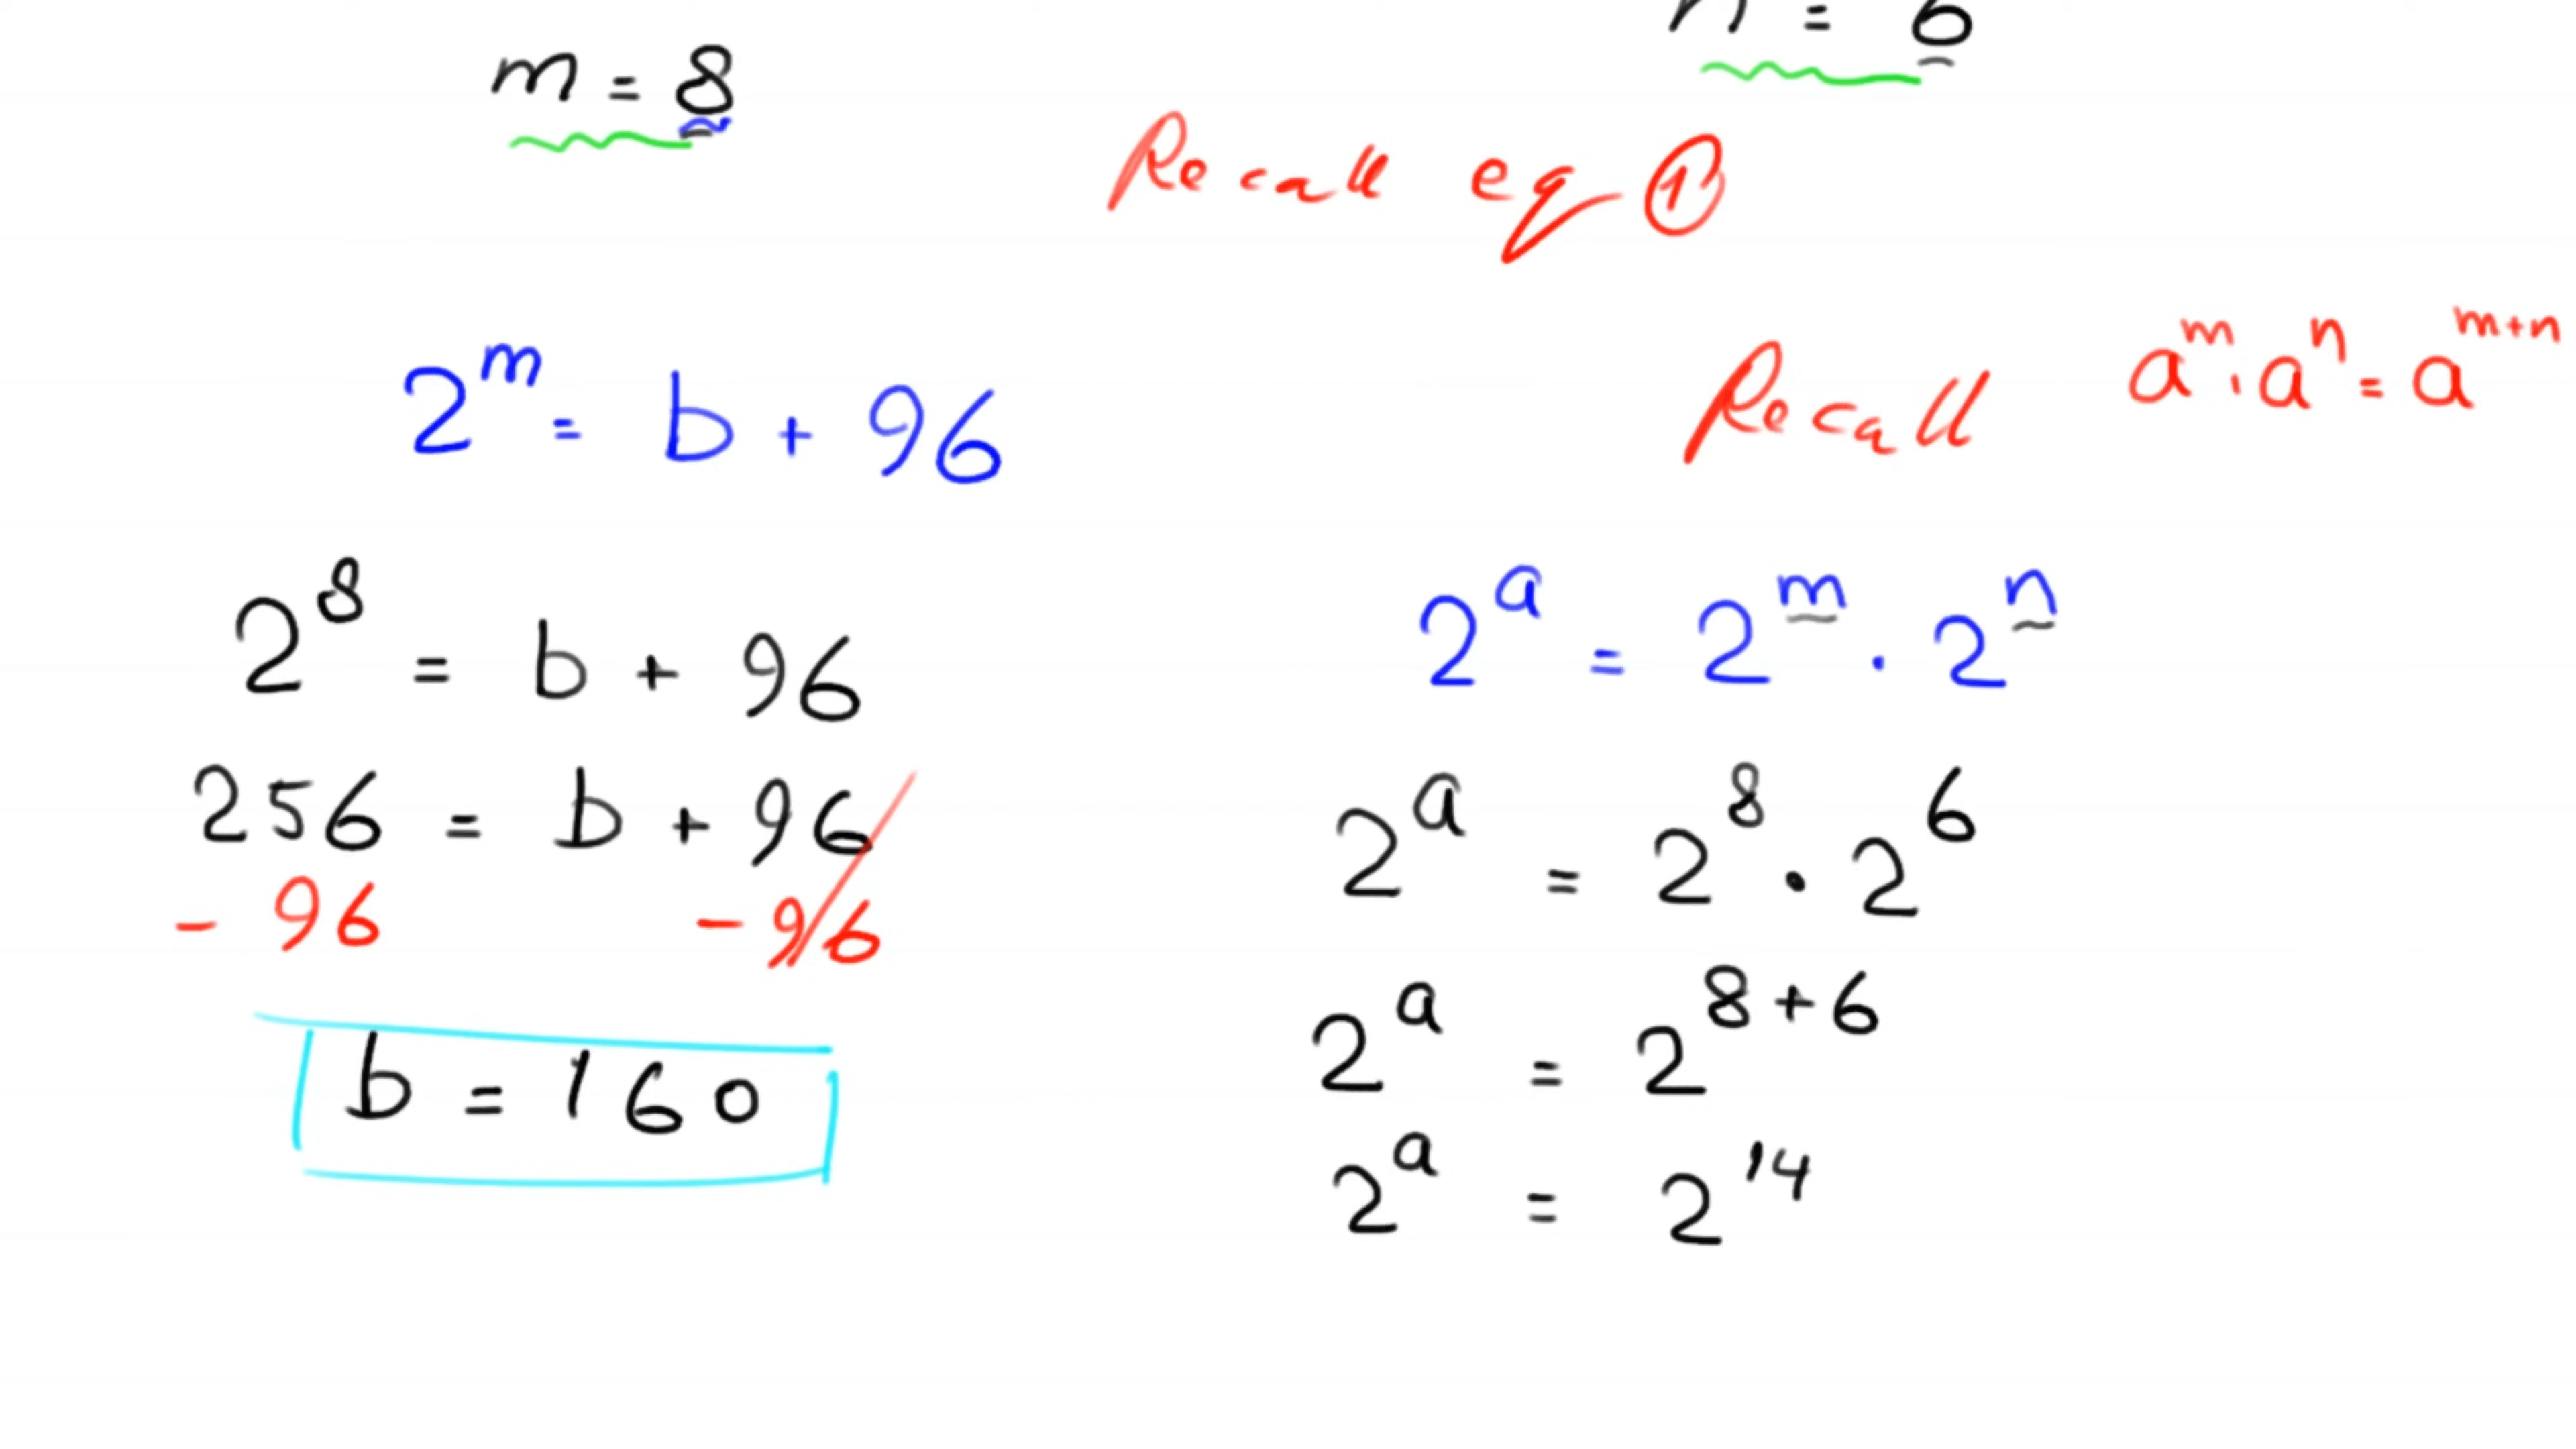 n = 6
m = 8
Recall eq ①
Recall a^m · a^n = a^{m+n}
2^m = b + 96
2^8 = b + 96
256 = b + 96
- 96 - 96
b = 160
2^a = 2^m · 2^n
2^a = 2^8 · 2^6
2^a = 2^{8+6}
2^a = 2^{14}